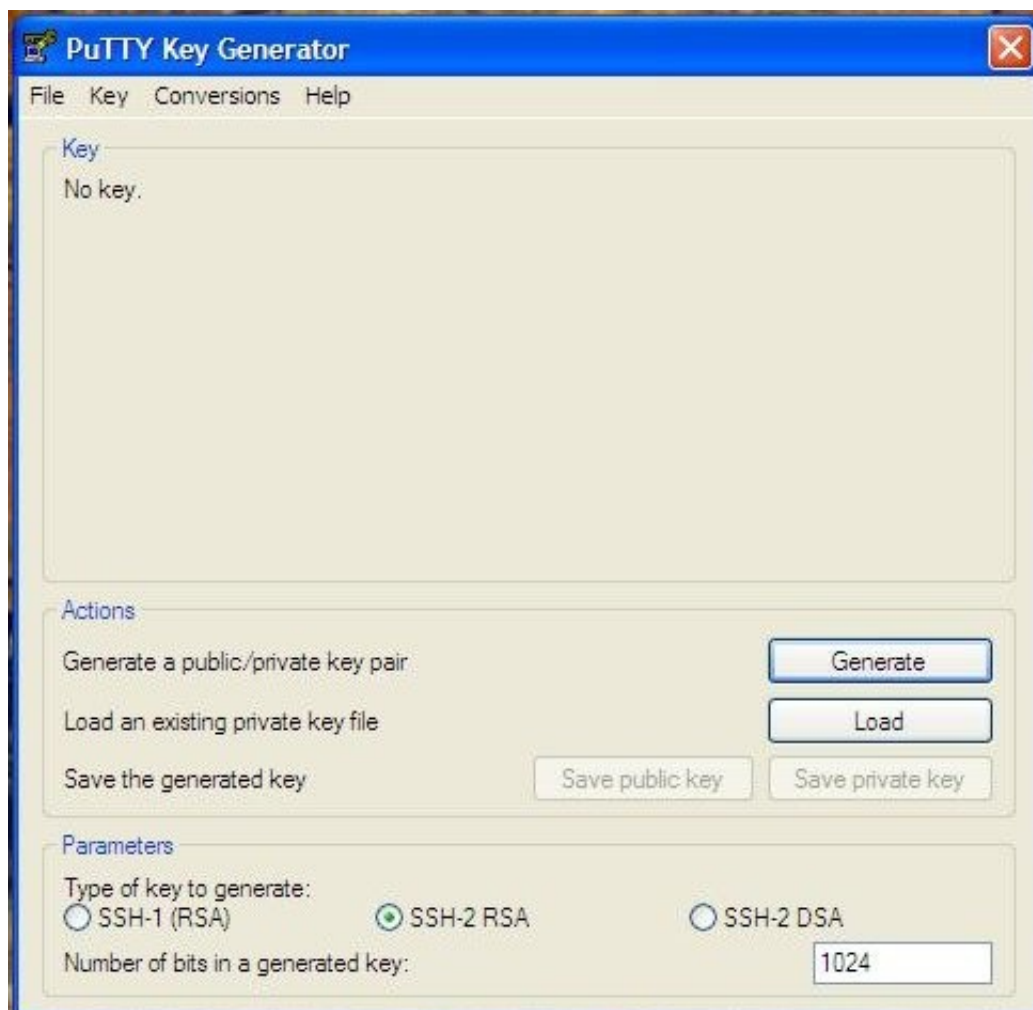 PuTTY Key Generator
File Key Conversions Help
Key
No key.
Actions
Generate a public/private key pair Generate
Load an existing private key file Load
Save the generated key Save public key Save private key
Parameters
Type of key to generate:
SSH-1 (RSA) SSH-2 RSA SSH-2 DSA
Number of bits in a generated key: 1024